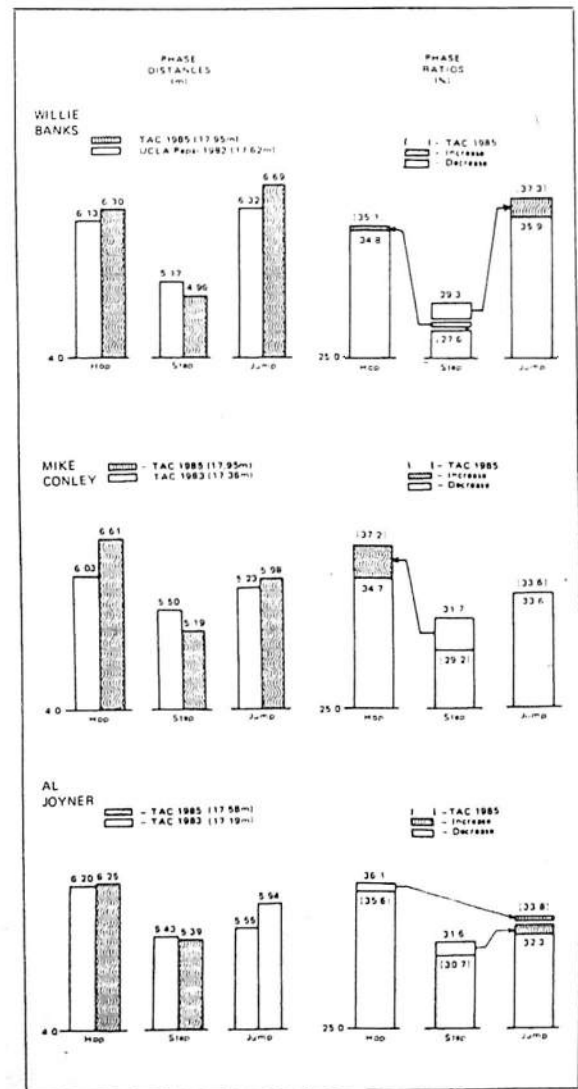 PHASE
DISTANCES
(m)
PHASE
RATIOS
(%)
WILLIE
BANKS
TAC 1985 (17.95m)
UCLA Pepsi 1982 (17.62m)
[ ] - TAC 1985
- Increase
- Decrease
6.13 6.30
5.17 4.96
6.32 6.69
4.0
Hop Step Jump
(35.1)
34.8
29.3
(27.6)
(37.3)
35.9
25.0
Hop Step Jump
MIKE
CONLEY
- TAC 1985 (17.95m)
TAC 1983 (17.36m)
[ ] - TAC 1985
- Increase
- Decrease
6.03 6.61
5.50 5.19
5.23 5.98
4.0
Hop Step Jump
(37.2)
34.7
31.7
(29.2)
(33.6)
33.6
25.0
Hop Step Jump
AL
JOYNER
- TAC 1985 (17.58m)
- TAC 1983 (17.19m)
[ ] - TAC 1985
- Increase
- Decrease
6.20 6.25
5.43 5.39
5.55 5.94
4.0
Hop Step Jump
36.1
(35.6)
31.6
(30.7)
(33.8)
32.3
25.0
Hop Step Jump